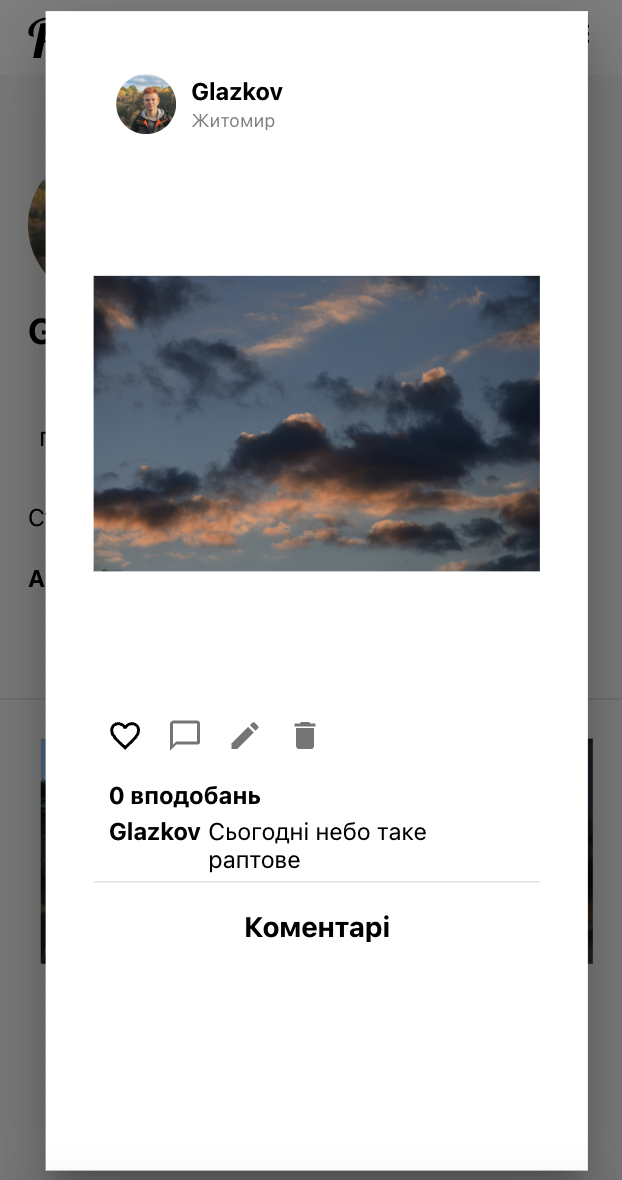 Glazkov
Житомир
0 вподобань
Glazkov Сьогодні небо таке
раптове
Коментарі